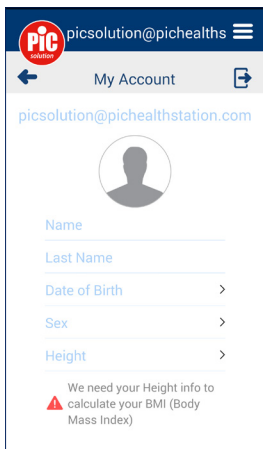 PiC
solution
picsolution@pichealths
My Account
picsolution@pichealthstation.com
Name
Last Name
Date of Birth
Sex
Height
We need your Height info to
calculate your BMI (Body
Mass Index)